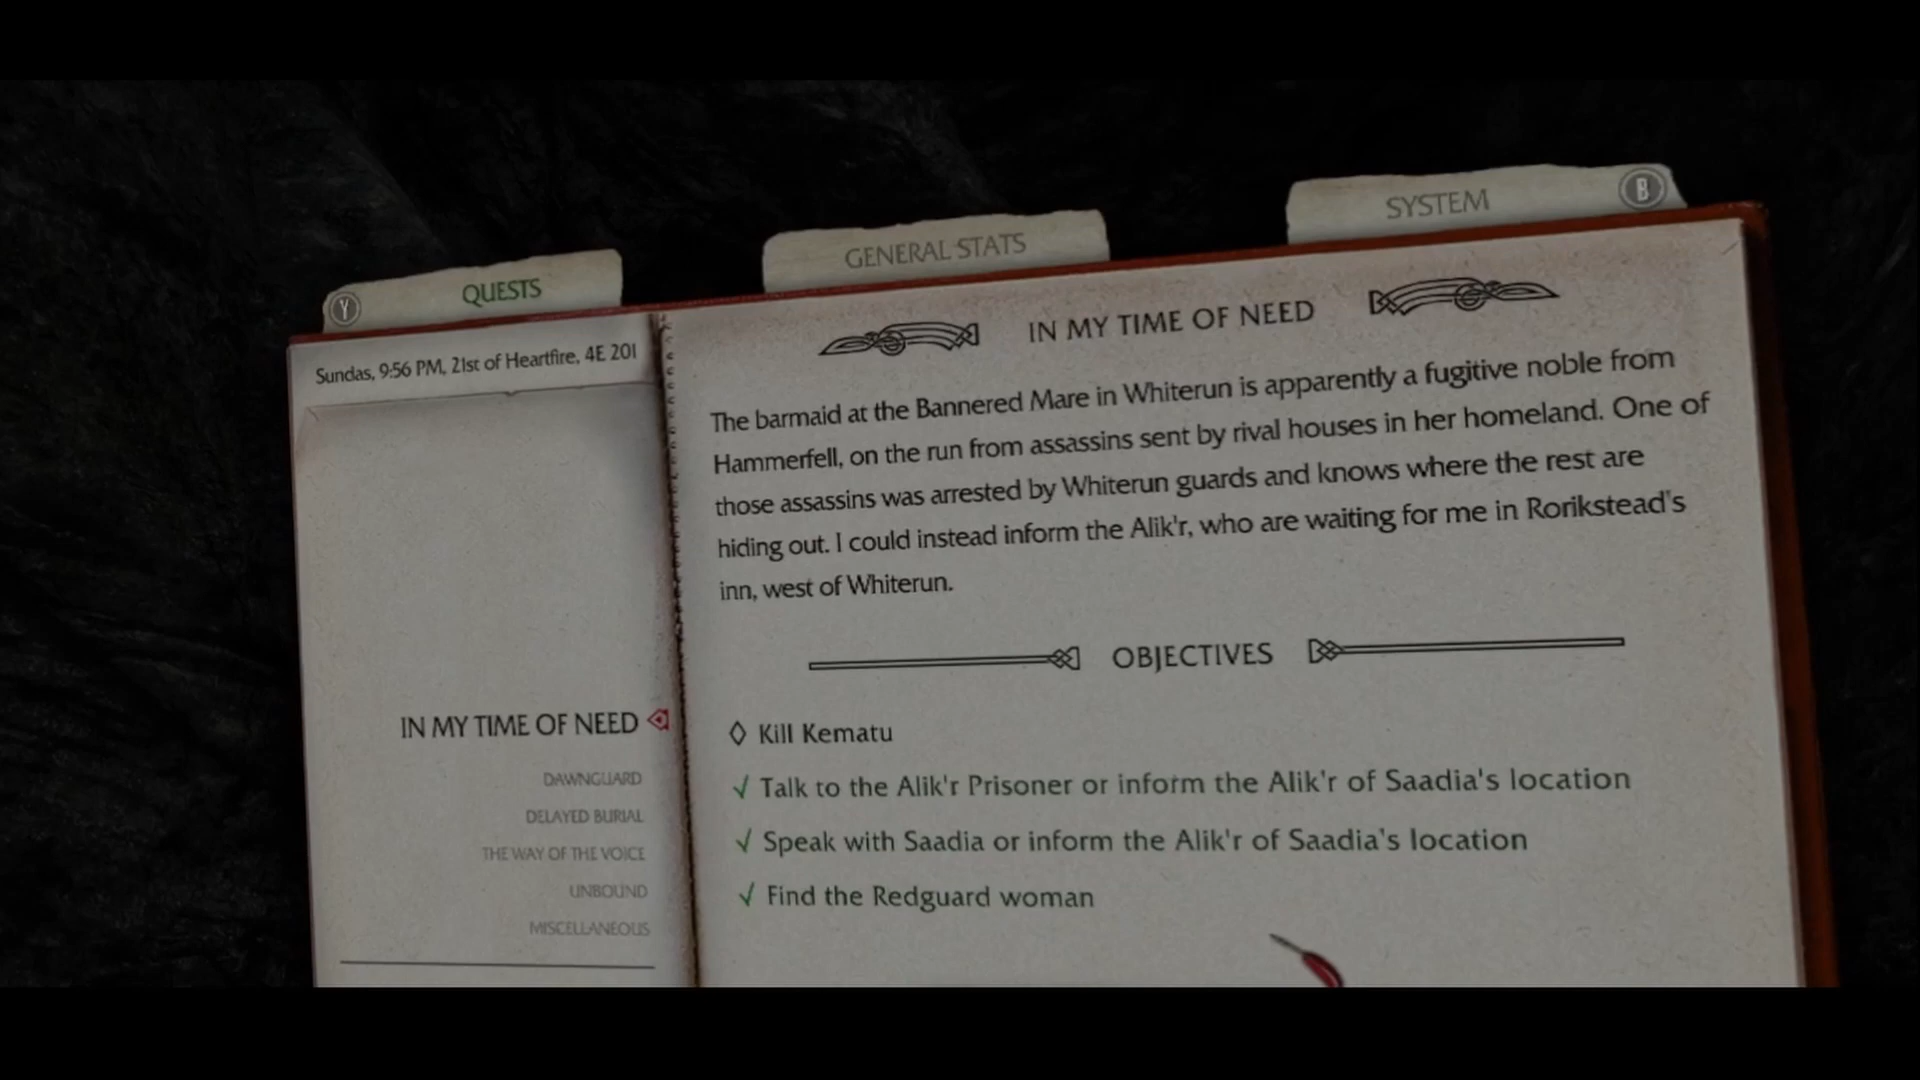 SYSTEM
B
GENERAL STATS
QUESTS
Y
Sundas, 9:56 PM, 21st of Heartfire, 4E 201
IN MY TIME OF NEED
The barmaid at the Bannered Mare in Whiterun is apparently a fugitive noble from
Hammerfell, on the run from assassins sent by rival houses in her homeland. One of
those assassins was arrested by Whiterun guards and knows where the rest are
hiding out. I could instead inform the Alik'r, who are waiting for me in Rorikstead's
inn, west of Whiterun.
OBJECTIVES
Kill Kematu
Talk to the Alik'r Prisoner or inform the Alik'r of Saadia's location
Speak with Saadia or inform the Alik'r of Saadia's location
Find the Redguard woman
IN MY TIME OF NEED
DAWNGUARD
DELAYED BURIAL
THE WAY OF THE VOICE
UNBOUND
MISCELLANEOUS